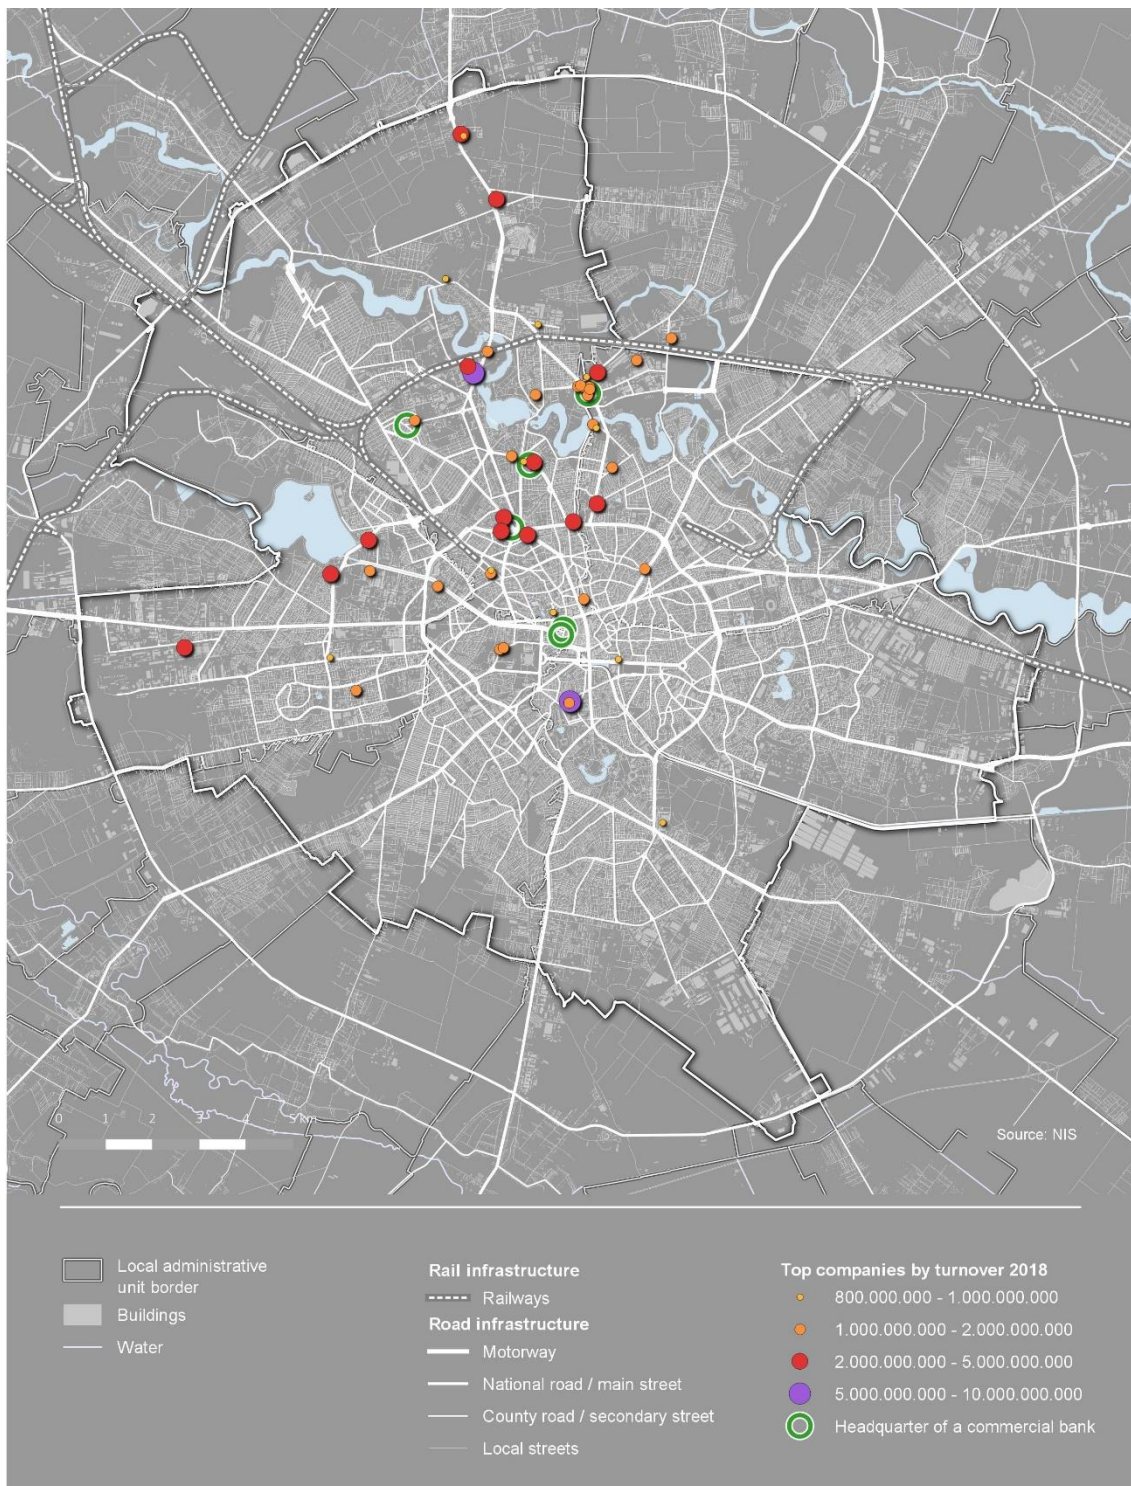 0 1 2 3 4 5 km
Source: NIS
Local administrative
unit border
Buildings
Water
Rail infrastructure
Railways
Road infrastructure
Motorway
National road / main street
County road / secondary street
Local streets
Top companies by turnover 2018
800.000.000 - 1.000.000.000
1.000.000.000 - 2.000.000.000
2.000.000.000 - 5.000.000.000
5.000.000.000 - 10.000.000.000
Headquarter of a commercial bank